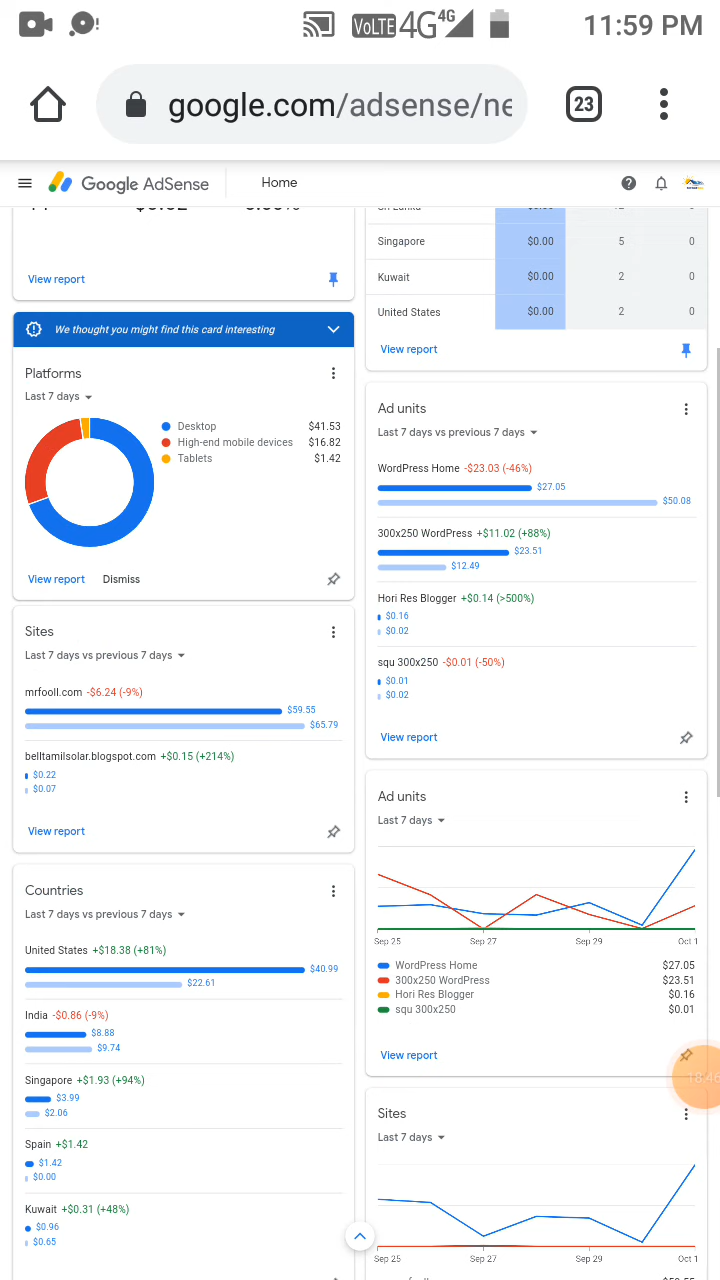 VoLTE 4G 4G 11:59 PM
google.com/adsense/ne
23
Google AdSense
Home
View report
We thought you might find this card interesting
Platforms
Last 7 days
Desktop $41.53
High-end mobile devices $16.82
Tablets $1.42
View report Dismiss
Sites
Last 7 days vs previous 7 days
mrfooll.com -$6.24 (-9%)
$59.55
$65.79
belltamilsolar.blogspot.com +$0.15 (+214%)
$0.22
$0.07
View report
Countries
Last 7 days vs previous 7 days
United States +$18.38 (+81%)
$40.99
$22.61
India -$0.86 (-9%)
$8.88
$9.74
Singapore +$1.93 (+94%)
$3.99
$2.06
Spain +$1.42
$1.42
$0.00
Kuwait +$0.31 (+48%)
$0.96
$0.65
Singapore $0.00 5 0
Kuwait $0.00 2 0
United States $0.00 2 0
View report
Ad units
Last 7 days vs previous 7 days
WordPress Home -$23.03 (-46%)
$27.05
$50.08
300x250 WordPress +$11.02 (+88%)
$23.51
$12.49
Hori Res Blogger +$0.14 (>500%)
$0.16
$0.02
squ 300x250 -$0.01 (-50%)
$0.01
$0.02
View report
Ad units
Last 7 days
Sep 25 Sep 27 Sep 29 Oct 1
WordPress Home $27.05
300x250 WordPress $23.51
Hori Res Blogger $0.16
squ 300x250 $0.01
View report
18:46
Sites
Last 7 days
Sep 25 Sep 27 Sep 29 Oct 1